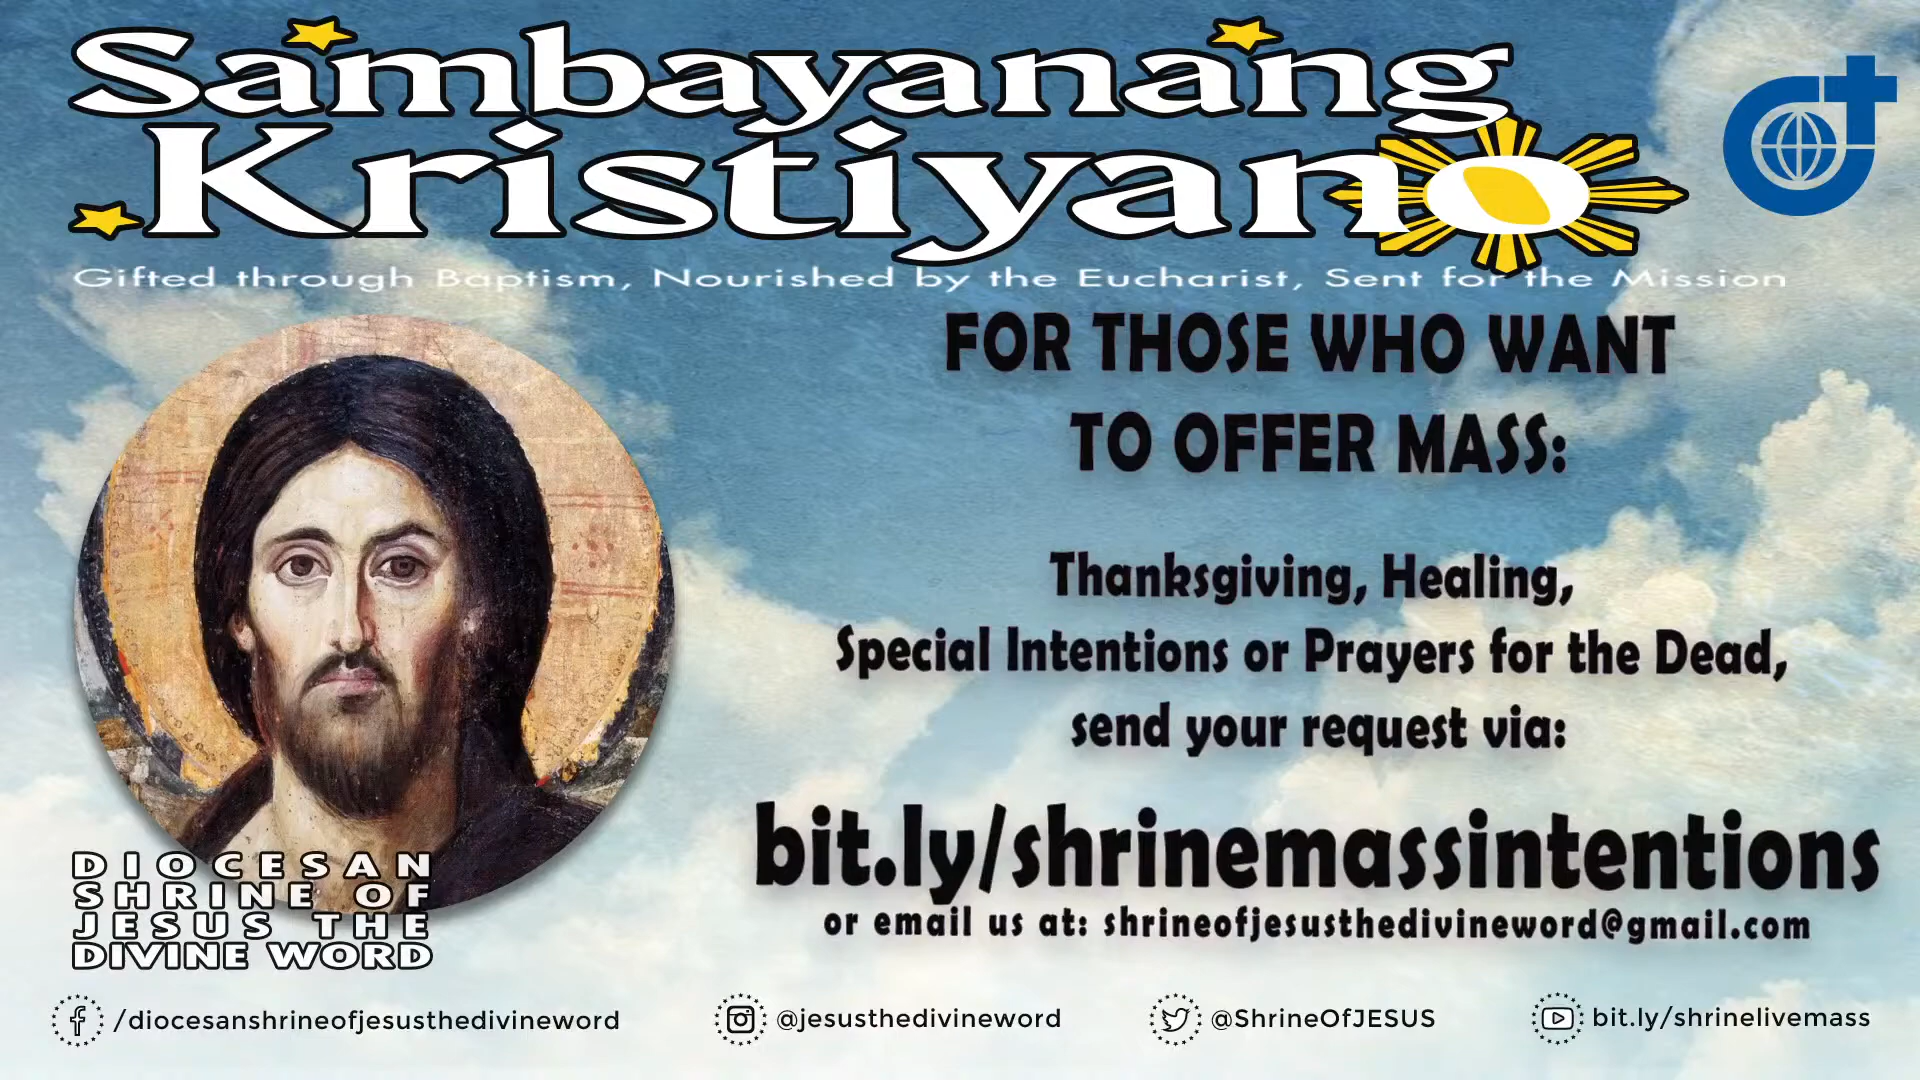 Sambayanang
Kristiyano
Gifted through Baptism, Nourished by the Eucharist, Sent for the Mission
FOR THOSE WHO WANT
TO OFFER MASS:
Thanksgiving, Healing,
Special Intentions or Prayers for the Dead,
send your request via:
bit.ly/shrinemassintentions
or email us at: shrineofjesusthedivineword@gmail.com
DIOCESAN
SHRINE OF
JESUS THE
DIVINE WORD
/diocesanshrineofjesusthedivineword
@jesusthedivineword
@ShrineOfJESUS
bit.ly/shrinelivemass